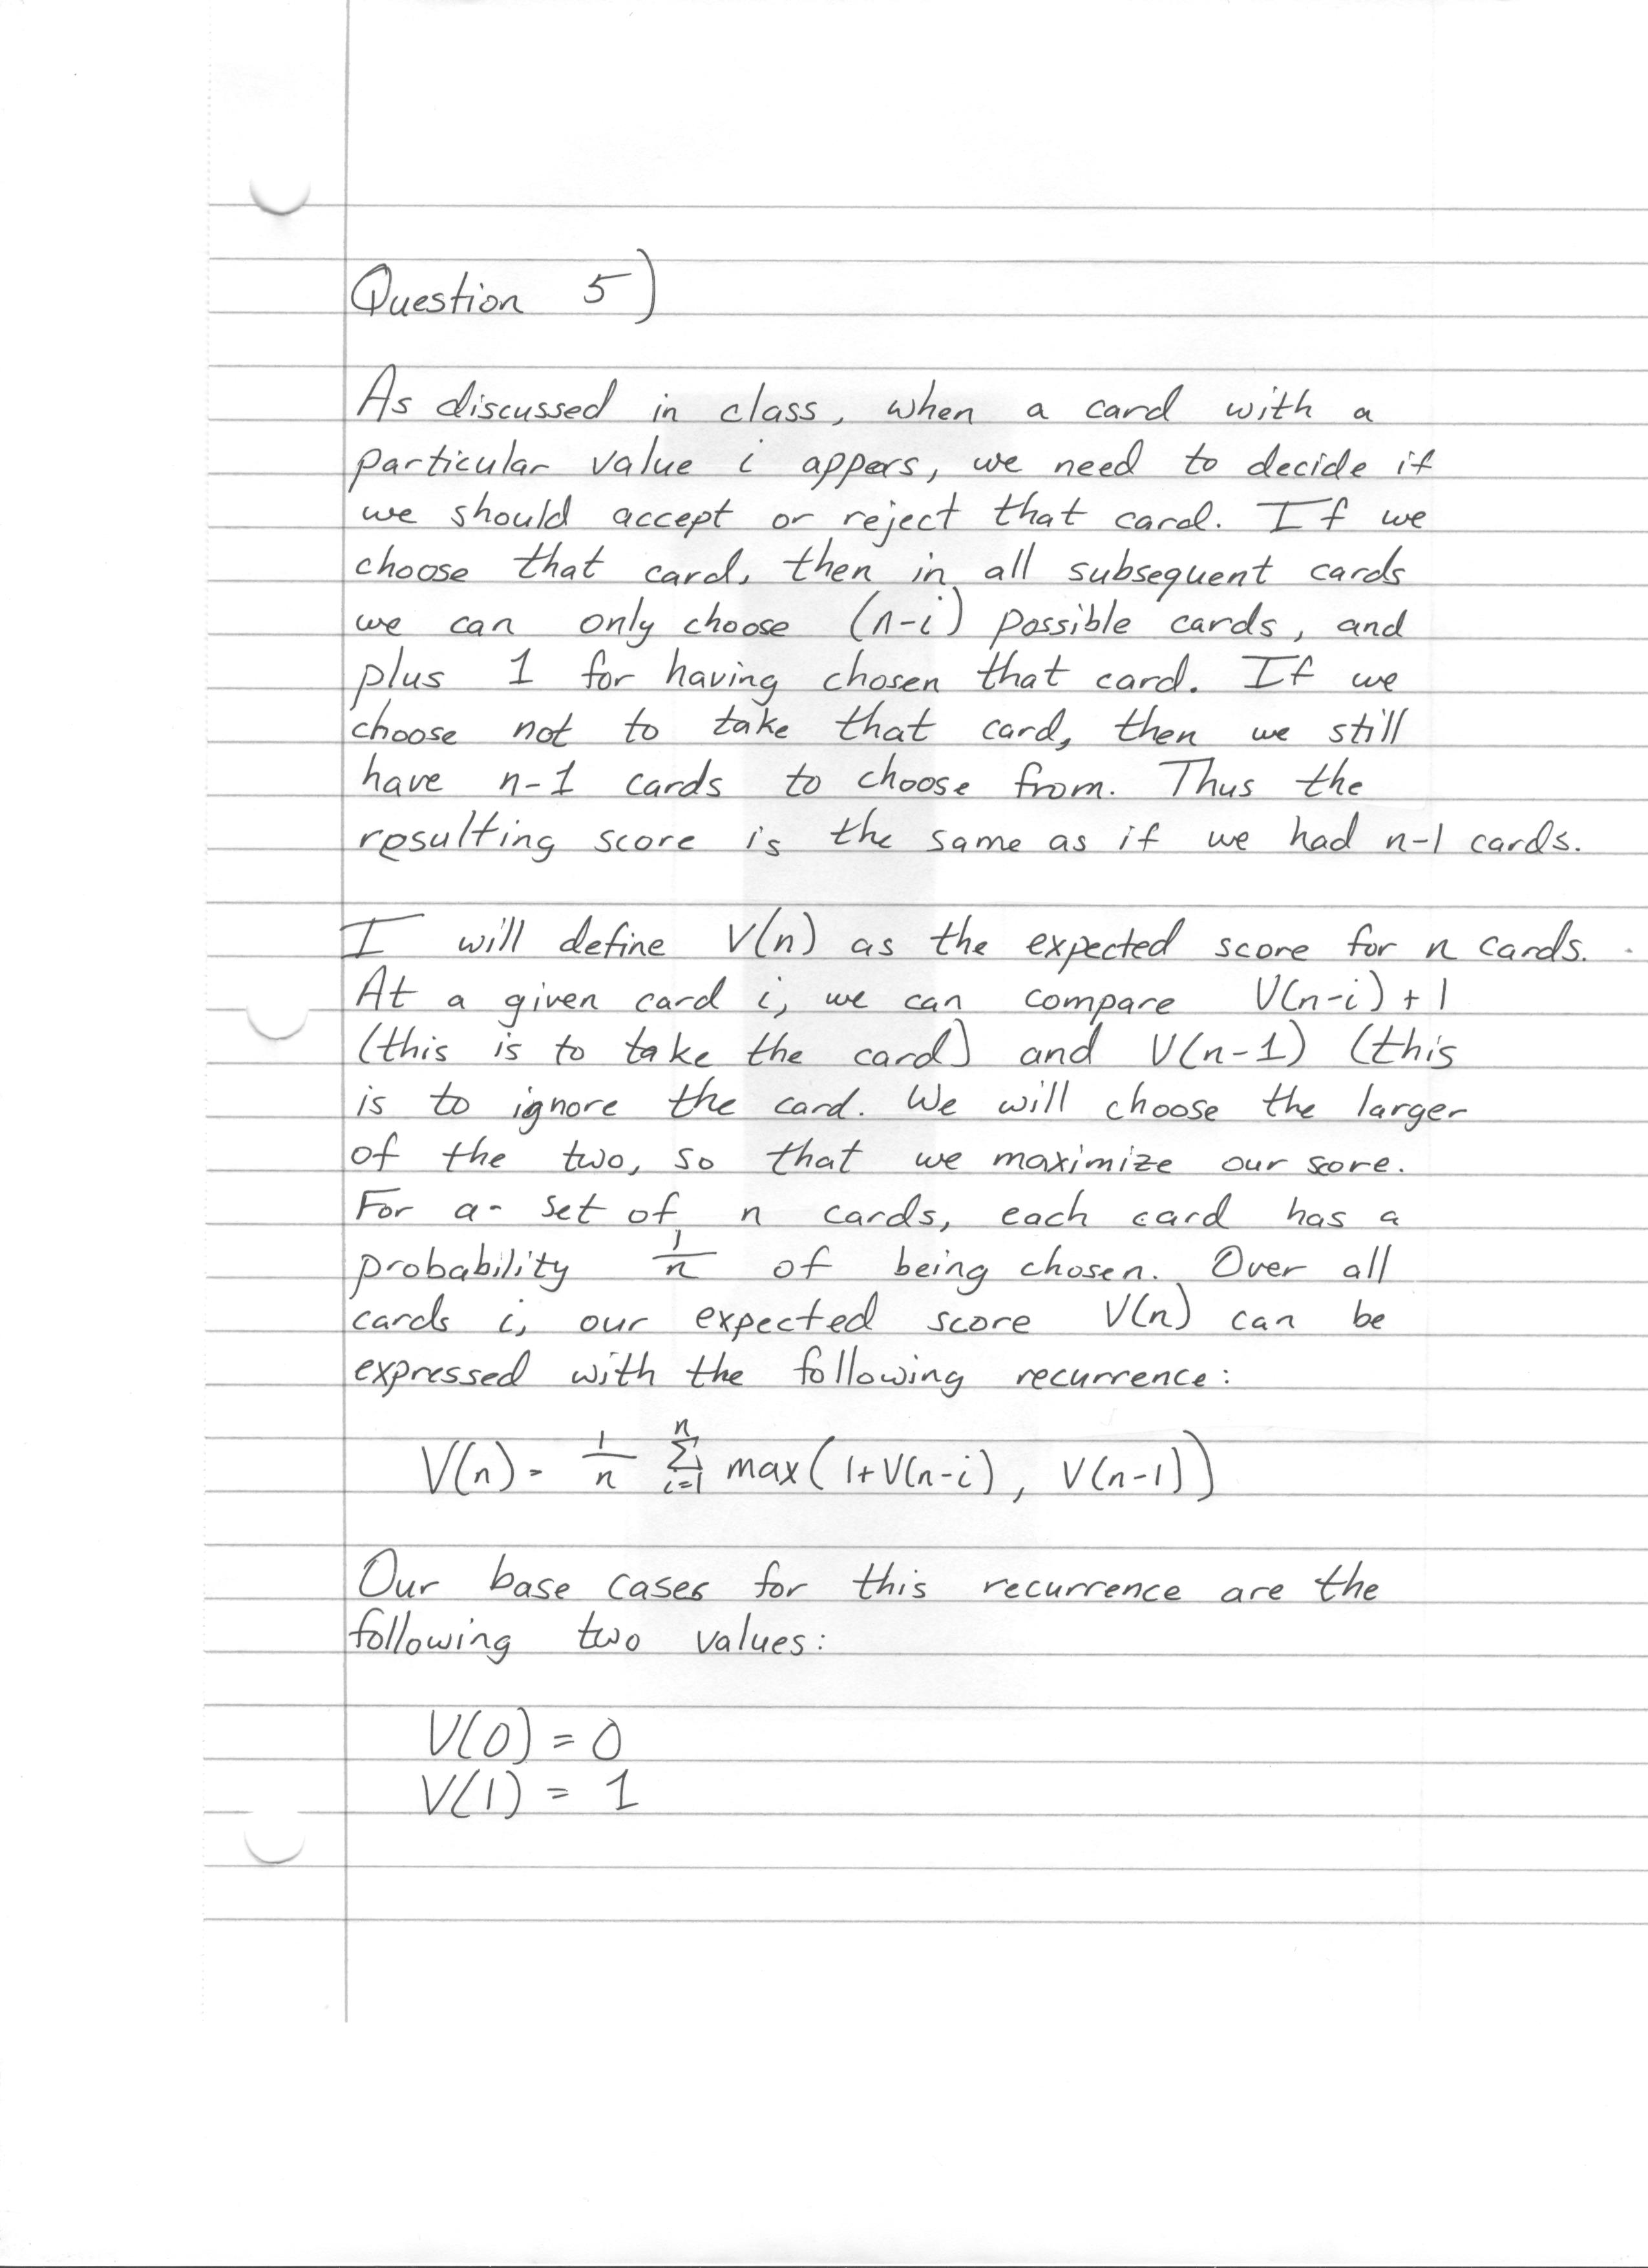 Question 5)
As discussed in class, when a card with a
particular value i appers, we need to decide if
we should accept or reject that card. If we
choose that card, then in all subsequent cards
we can only choose (n-i) possible cards, and
plus 1 for having chosen that card. If we
choose not to take that card, then we still
have n-1 cards to choose from. Thus the
resulting score is the same as if we had n-1 cards.
I will define V(n) as the expected score for n cards.
At a given card i, we can compare V(n-i) + 1
(this is to take the card) and V(n-1) (this
is to ignore the card. We will choose the larger
of the two, so that we maximize our score.
For a set of n cards, each card has a
probability 1/n of being chosen. Over all
cards i, our expected score V(n) can be
expressed with the following recurrence:
V(n) = 1/n Σ_{i=1}^{n} max(1+V(n-i), V(n-1))
Our base cases for this recurrence are the
following two values:
V(0) = 0
V(1) = 1